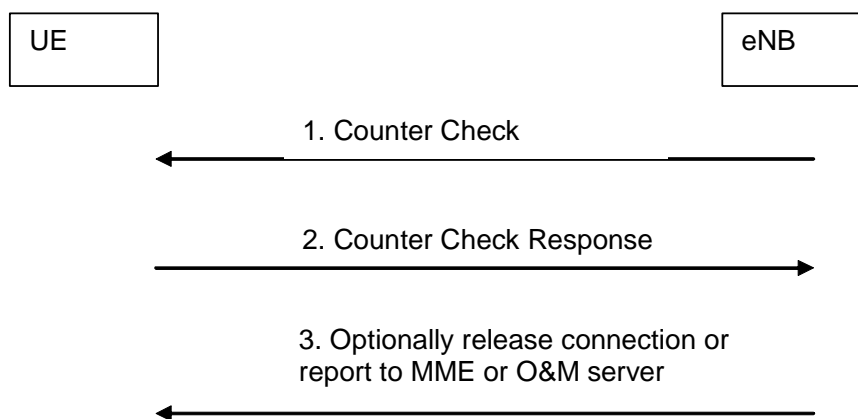 UE
eNB
1. Counter Check
2. Counter Check Response
3. Optionally release connection or
report to MME or O&M server